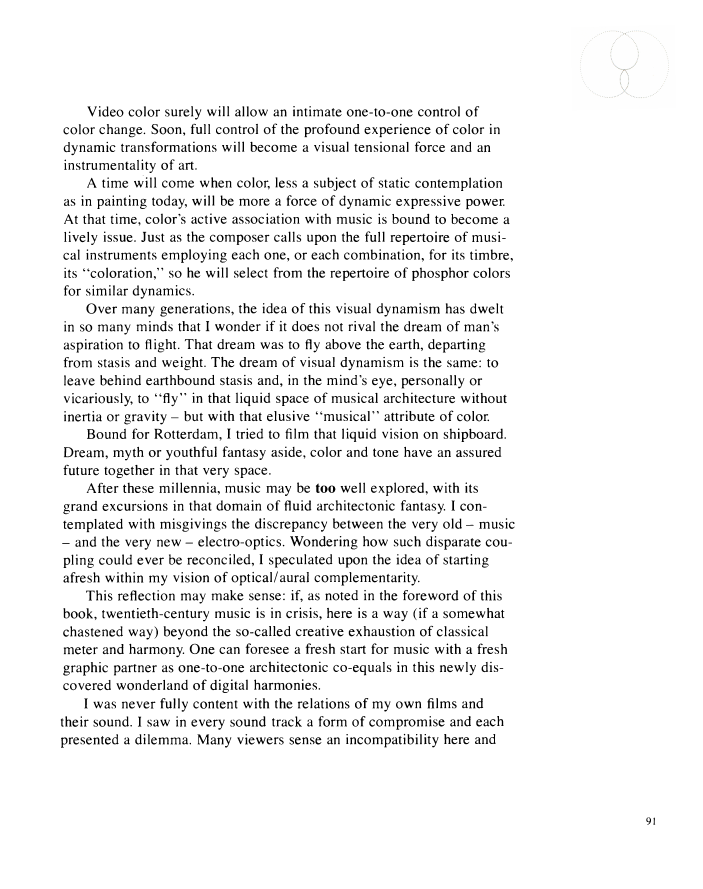 Video color surely will allow an intimate one-to-one control of
color change. Soon, full control of the profound experience of color in
dynamic transformations will become a visual tensional force and an
instrumentality of art.
A time will come when color, less a subject of static contemplation
as in painting today, will be more a force of dynamic expressive power.
At that time, color's active association with music is bound to become a
lively issue. Just as the composer calls upon the full repertoire of musi-
cal instruments employing each one, or each combination, for its timbre,
its ''coloration,'' so he will select from the repertoire of phosphor colors
for similar dynamics.
Over many generations, the idea of this visual dynamism has dwelt
in so many minds that I wonder if it does not rival the dream of man's
aspiration to flight. That dream was to fly above the earth, departing
from stasis and weight. The dream of visual dynamism is the same: to
leave behind earthbound stasis and, in the mind's eye, personally or
vicariously, to ''fly'' in that liquid space of musical architecture without
inertia or gravity – but with that elusive ''musical'' attribute of color.
Bound for Rotterdam, I tried to film that liquid vision on shipboard.
Dream, myth or youthful fantasy aside, color and tone have an assured
future together in that very space.
After these millennia, music may be too well explored, with its
grand excursions in that domain of fluid architectonic fantasy. I con-
templated with misgivings the discrepancy between the very old – music
– and the very new – electro-optics. Wondering how such disparate cou-
pling could ever be reconciled, I speculated upon the idea of starting
afresh within my vision of optical/aural complementarity.
This reflection may make sense: if, as noted in the foreword of this
book, twentieth-century music is in crisis, here is a way (if a somewhat
chastened way) beyond the so-called creative exhaustion of classical
meter and harmony. One can foresee a fresh start for music with a fresh
graphic partner as one-to-one architectonic co-equals in this newly dis-
covered wonderland of digital harmonies.
I was never fully content with the relations of my own films and
their sound. I saw in every sound track a form of compromise and each
presented a dilemma. Many viewers sense an incompatibility here and
91